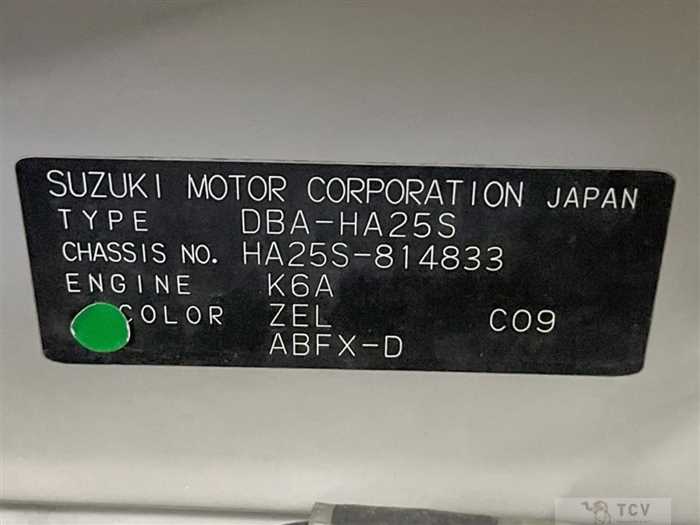 SUZUKI MOTOR CORPORATION JAPAN
TYPE DBA-HA25S
CHASSIS NO. HA25S-814833
ENGINE K6A
COLOR ZEL C09
ABFX-D
TCV